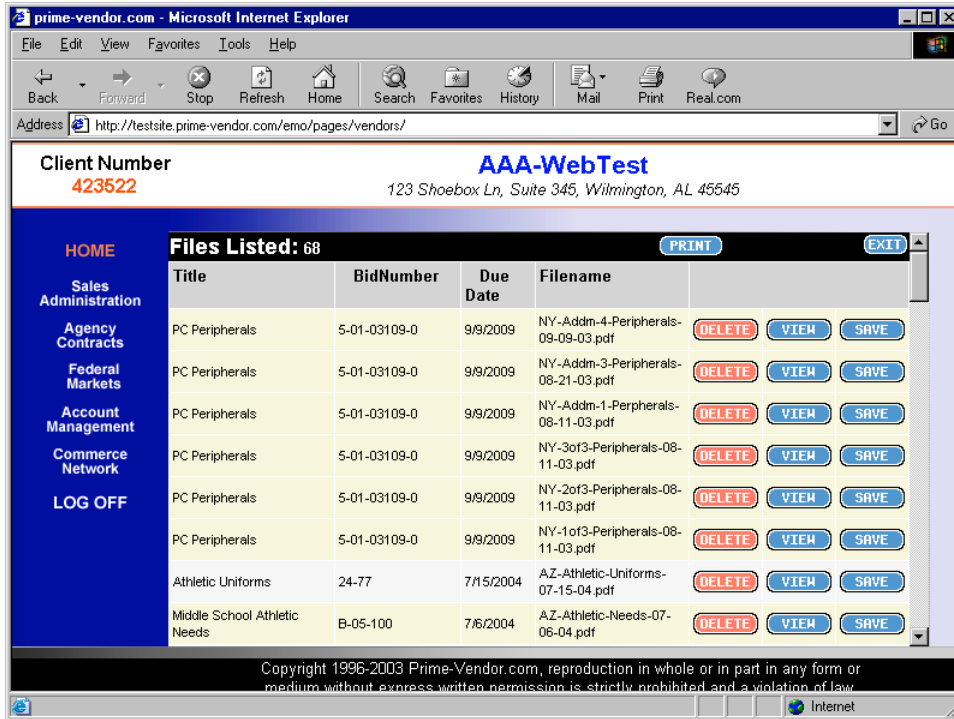 prime-vendor.com - Microsoft Internet Explorer
File Edit View Favorites Tools Help
Back Forward Stop Refresh Home Search Favorites History Mail Print Real.com
Address http://testsite.prime-vendor.com/emo/pages/vendors/ Go
Client Number
423522
AAA-WebTest
123 Shoebox Ln, Suite 345, Wilmington, AL 45545
HOME
Sales
Administration
Agency
Contracts
Federal
Markets
Account
Management
Commerce
Network
LOG OFF
Files Listed: 68 PRINT EXIT
Title BidNumber Due Date Filename
PC Peripherals 5-01-03109-0 9/9/2009 NY-Addm-4-Peripherals-
09-09-03.pdf DELETE VIEW SAVE
PC Peripherals 5-01-03109-0 9/9/2009 NY-Addm-3-Peripherals-
08-21-03.pdf DELETE VIEW SAVE
PC Peripherals 5-01-03109-0 9/9/2009 NY-Addm-1-Perpherals-
08-11-03.pdf DELETE VIEW SAVE
PC Peripherals 5-01-03109-0 9/9/2009 NY-3of3-Peripherals-08-
11-03.pdf DELETE VIEW SAVE
PC Peripherals 5-01-03109-0 9/9/2009 NY-2of3-Peripherals-08-
11-03.pdf DELETE VIEW SAVE
PC Peripherals 5-01-03109-0 9/9/2009 NY-1of3-Peripherals-08-
11-03.pdf DELETE VIEW SAVE
Athletic Uniforms 24-77 7/15/2004 AZ-Athletic-Uniforms-
07-15-04.pdf DELETE VIEW SAVE
Middle School Athletic
Needs B-05-100 7/6/2004 AZ-Athletic-Needs-07-
06-04.pdf DELETE VIEW SAVE
Copyright 1996-2003 Prime-Vendor.com, reproduction in whole or in part in any form or
medium without express written permission is strictly prohibited and a violation of law
Internet